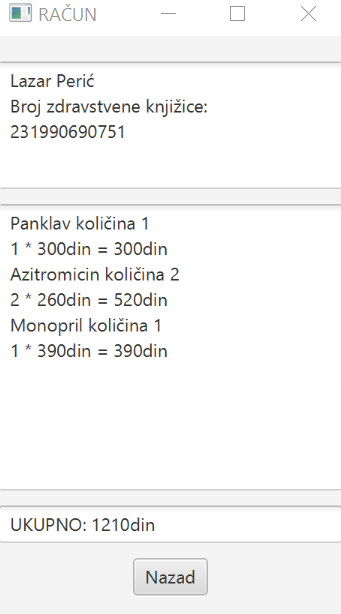 RAČUN
Lazar Perić
Broj zdravstvene knjižice:
231990690751
Panklav količina 1
1 * 300din = 300din
Azitromicin količina 2
2 * 260din = 520din
Monopril količina 1
1 * 390din = 390din
UKUPNO: 1210din
Nazad